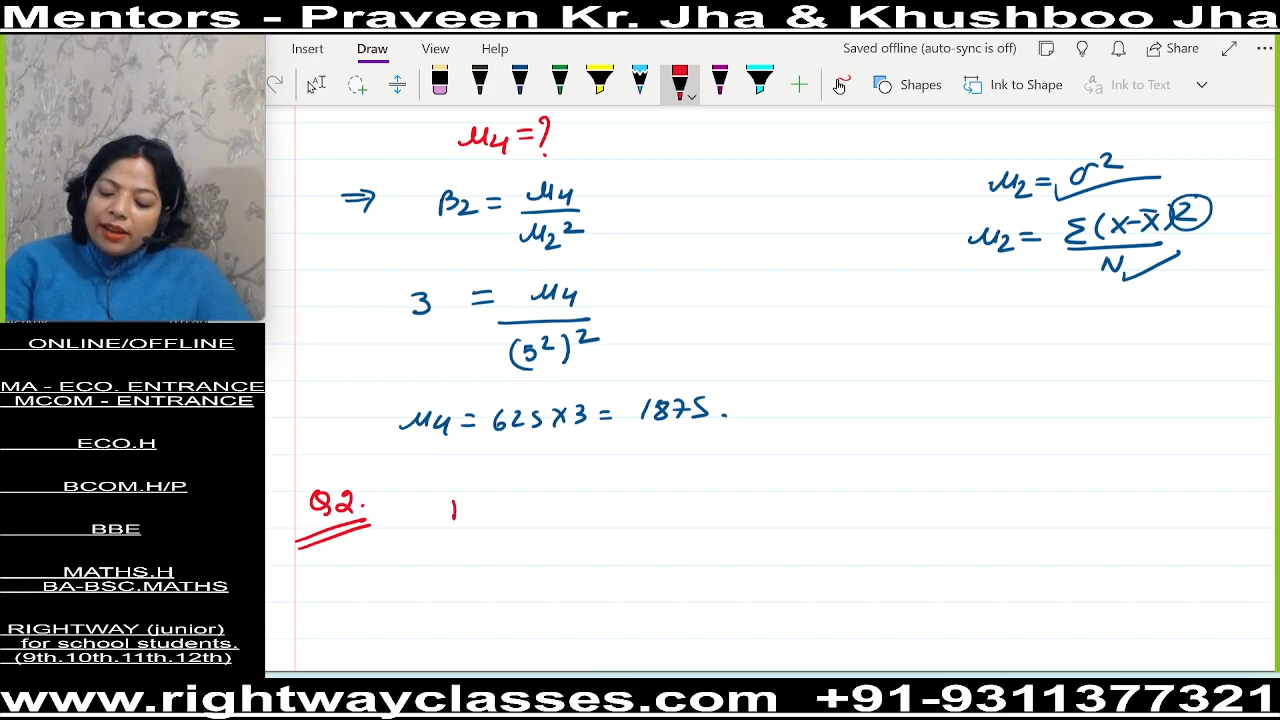 Mentors - Praveen Kr. Jha & Khushboo Jha
Insert Draw View Help Saved offline (auto-sync is off) Share
Shapes Ink to Shape Ink to Text
μ4 = ?
⇒ β2 = μ4 / μ2²
3 = μ4 / (5²)²
μ4 = 625 × 3 = 1875.
μ2 = σ²
μ2 = Σ(x-x̄)² / N
Q2.
ONLINE/OFFLINE
MA - ECO. ENTRANCE
MCOM - ENTRANCE
ECO.H
BCOM.H/P
BBE
MATHS.H
BA-BSC.MATHS
RIGHTWAY (junior)
for school students.
(9th.10th.11th.12th)
www.rightwayclasses.com +91-9311377321